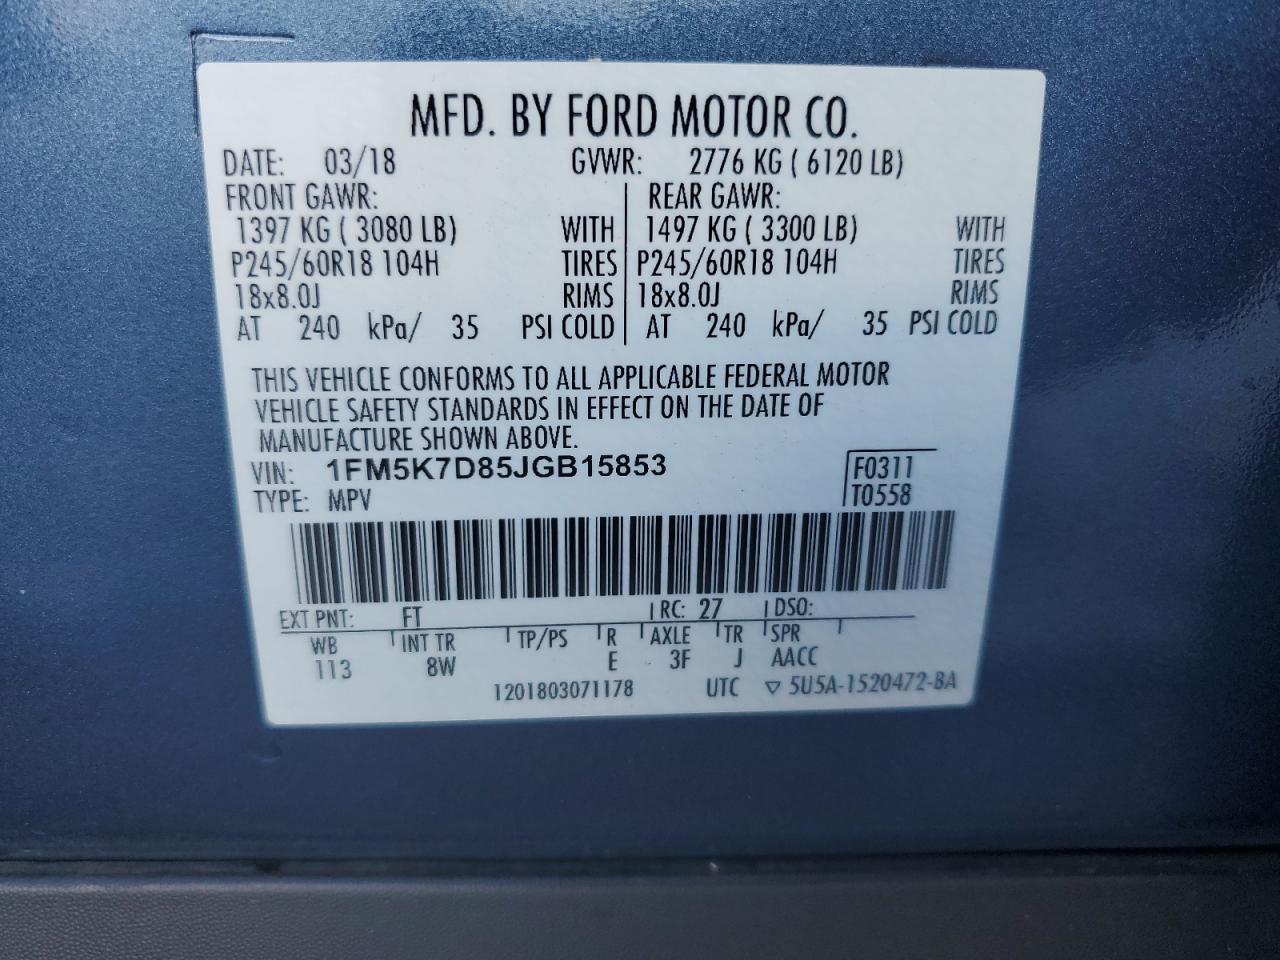 MFD. BY FORD MOTOR CO.
DATE: 03/18 GVWR: 2776 KG ( 6120 LB)
FRONT GAWR: REAR GAWR:
1397 KG ( 3080 LB) WITH 1497 KG ( 3300 LB) WITH
P245/60R18 104H TIRES P245/60R18 104H TIRES
18x8.0J RIMS 18x8.0J RIMS
AT 240 kPa/ 35 PSI COLD AT 240 kPa/ 35 PSI COLD
THIS VEHICLE CONFORMS TO ALL APPLICABLE FEDERAL MOTOR
VEHICLE SAFETY STANDARDS IN EFFECT ON THE DATE OF
MANUFACTURE SHOWN ABOVE.
VIN: 1FM5K7D85JGB15853 F0311
TYPE: MPV T0558
EXT PNT: FT RC: 27 DSO:
WB INT TR TP/PS R AXLE TR SPR
113 8W E 3F J AACC
1201803071178 UTC ▽ 5U5A-1520472-BA